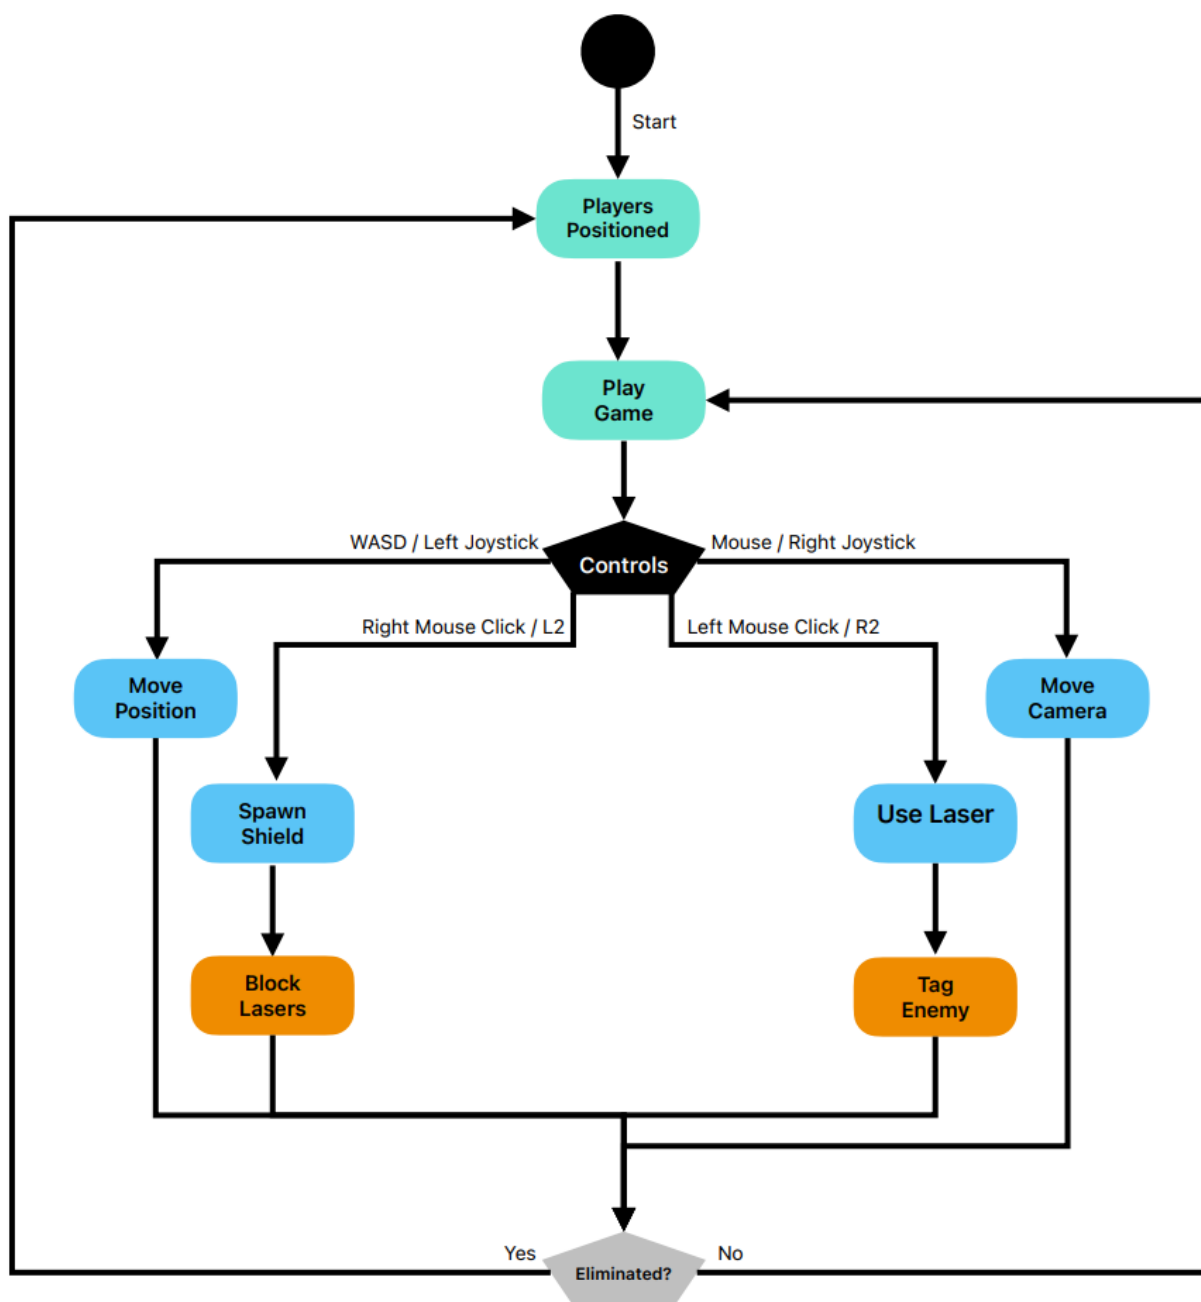 Start
Players
Positioned
Play
Game
WASD / Left Joystick
Mouse / Right Joystick
Controls
Right Mouse Click / L2
Left Mouse Click / R2
Move
Position
Move
Camera
Spawn
Shield
Use Laser
Block
Lasers
Tag
Enemy
Yes
No
Eliminated?